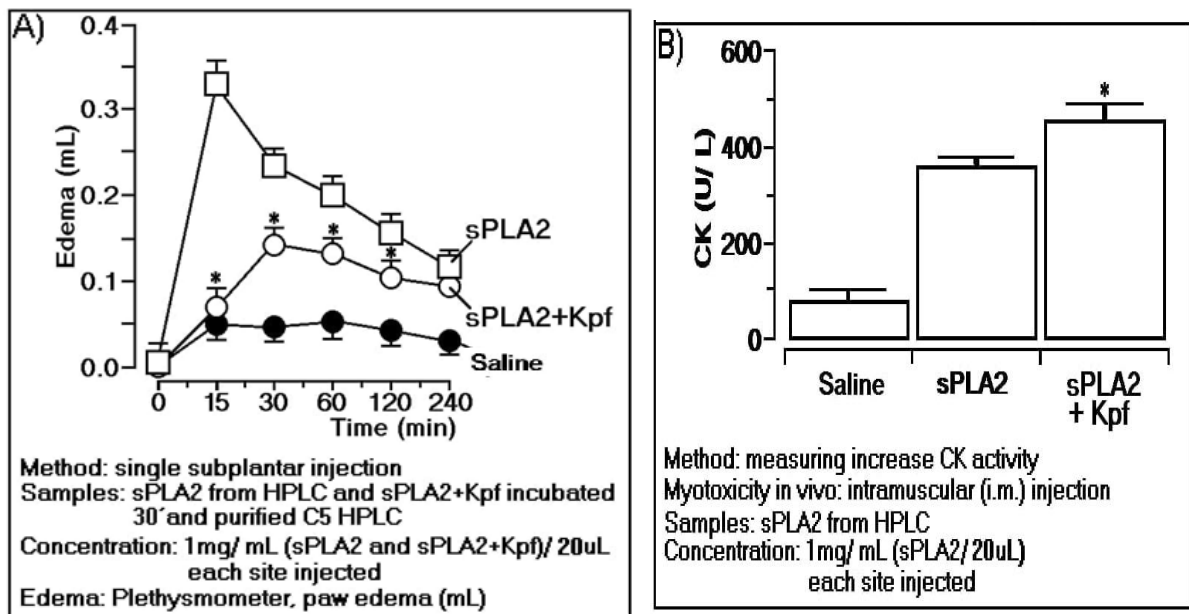 A)
0.4
0.3
0.2
0.1
0.0
Edema (mL)
*
*
*
*
sPLA2
sPLA2+Kpf
Saline
0 15 30 60 120 240
Time (min)
Method: single subplantar injection
Samples: sPLA2 from HPLC and sPLA2+Kpf incubated
30´and purified C5 HPLC
Concentration: 1mg/ mL (sPLA2 and sPLA2+Kpf)/ 20uL
each site injected
Edema: Plethysmometer, paw edema (mL)
B)
600
400
200
0
CK (U/ L)
*
Saline sPLA2 sPLA2
+ Kpf
Method: measuring increase CK activity
Myotoxicity in vivo: intramuscular (i.m.) injection
Samples: sPLA2 from HPLC
Concentration: 1mg/ mL (sPLA2/ 20uL)
each site injected